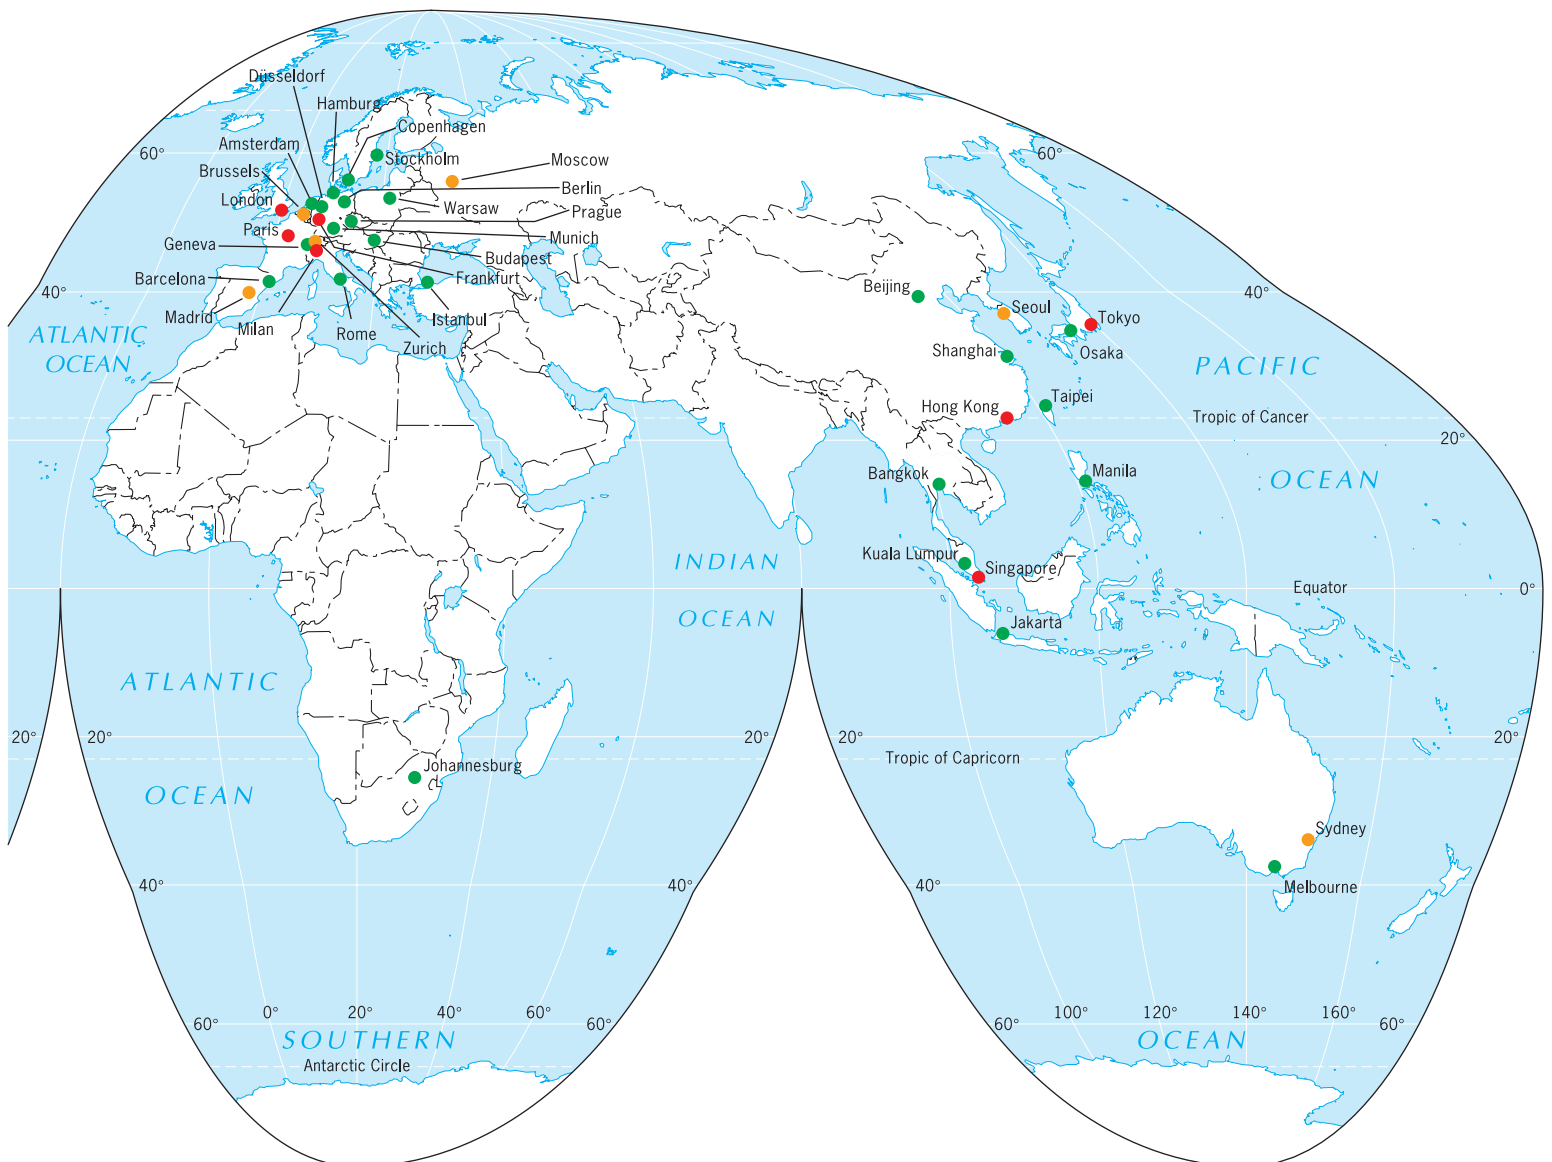 Düsseldorf
Hamburg
Copenhagen
Amsterdam
Stockholm
60°
60°
Moscow
Brussels
Berlin
London
Warsaw
Prague
Paris
Munich
Geneva
Budapest
Barcelona
Frankfurt
Beijing
40°
40°
Madrid
Milan
Rome
Istanbul
Zurich
Seoul
Tokyo
Osaka
Shanghai
ATLANTIC
OCEAN
PACIFIC
OCEAN
Taipei
Hong Kong
Tropic of Cancer
20°
Bangkok
Manila
Kuala Lumpur
Singapore
INDIAN
OCEAN
Equator
0°
Jakarta
ATLANTIC
OCEAN
20°
20°
20°
20°
20°
Tropic of Capricorn
Johannesburg
Sydney
Melbourne
40°
40°
40°
60°
0°
20°
40°
60°
60°
60°
100°
120°
140°
160°
60°
SOUTHERN
OCEAN
Antarctic Circle